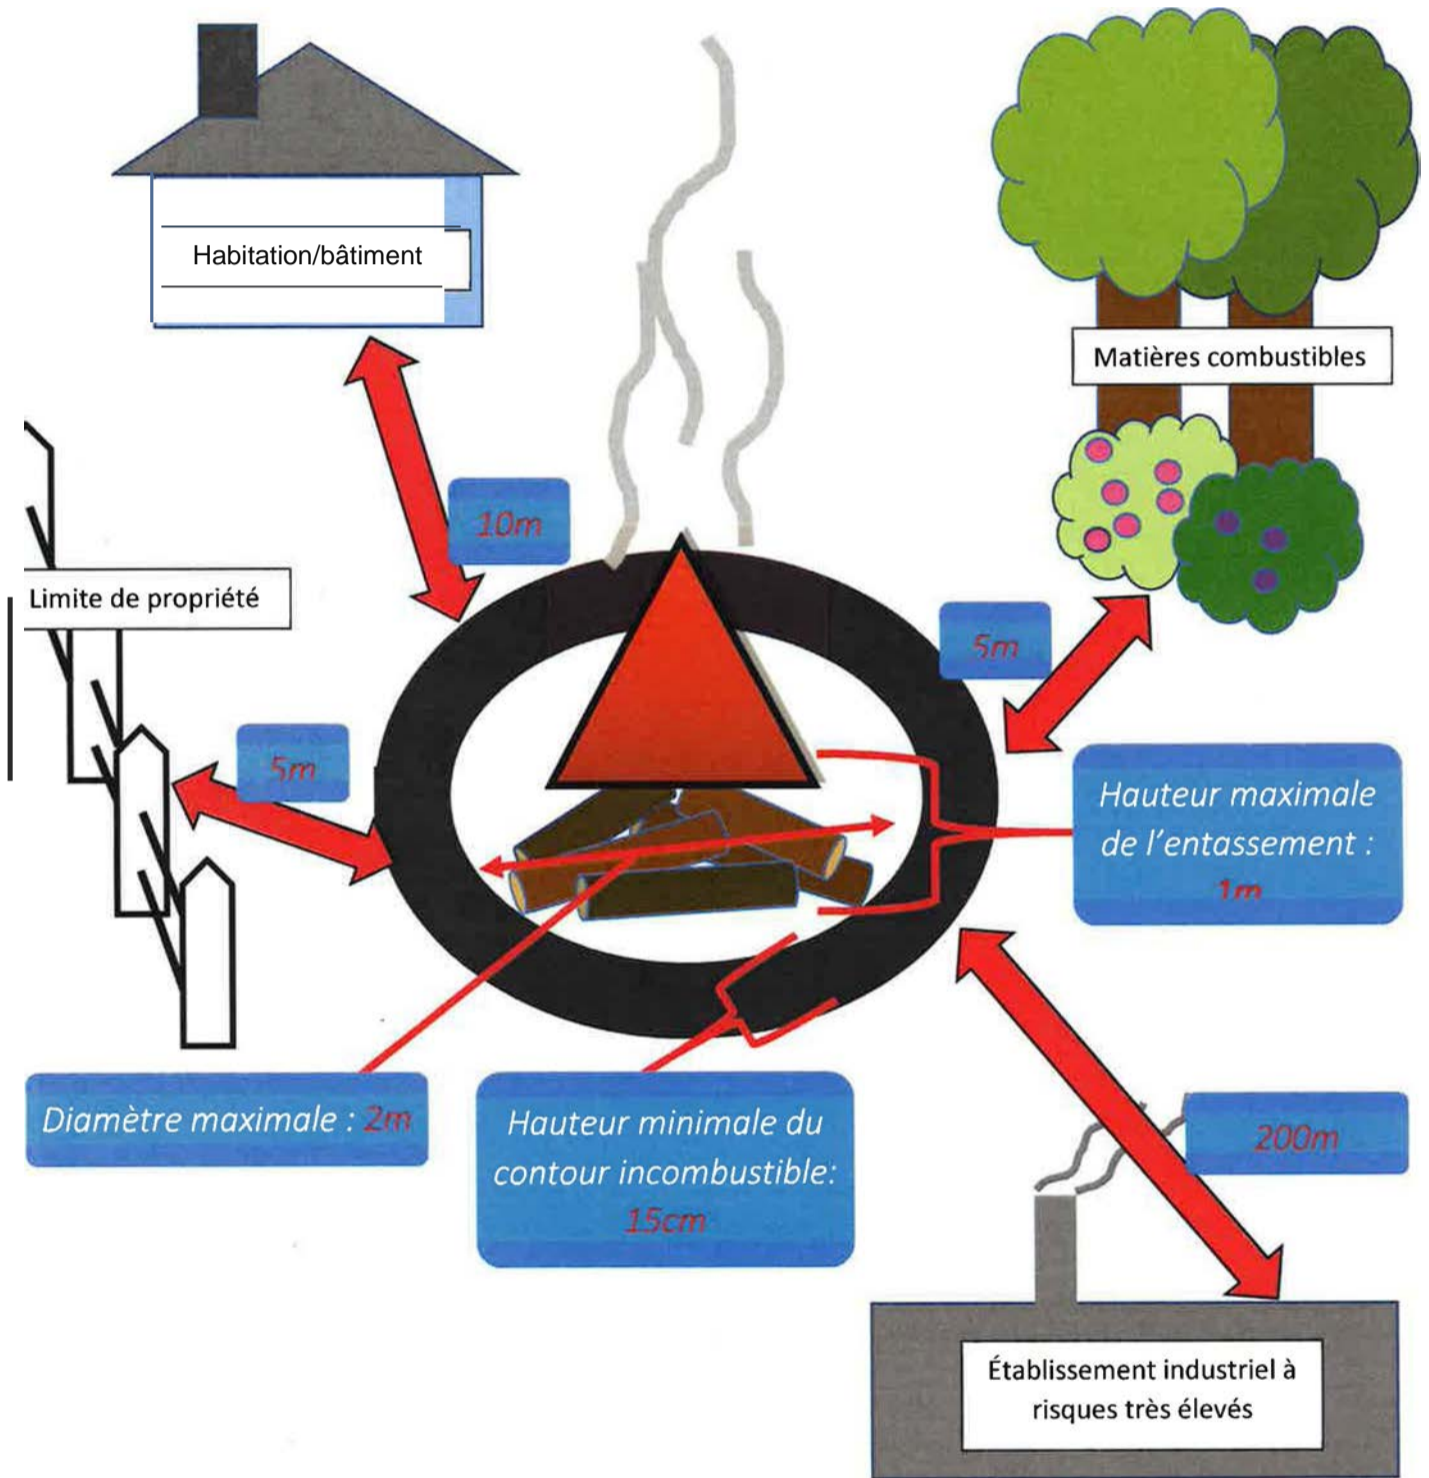 Habitation/bâtiment
Matières combustibles
10m
Limite de propriété
5m
5m
Hauteur maximale
de l'entassement :
1m
Diamètre maximale : 2m
Hauteur minimale du
contour incombustible:
15cm
200m
Établissement industriel à
risques très élevés